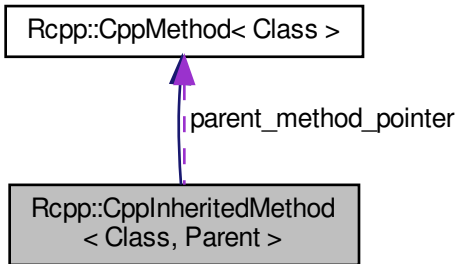 Rcpp::CppMethod< Class >
parent_method_pointer
Rcpp::CppInheritedMethod
< Class, Parent >